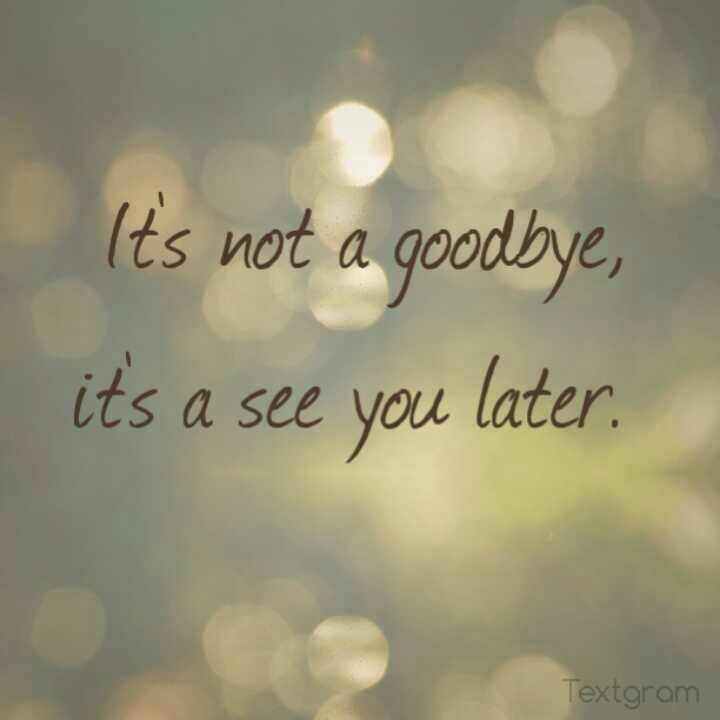 It's not a goodbye,
it's a see you later.
Textgram